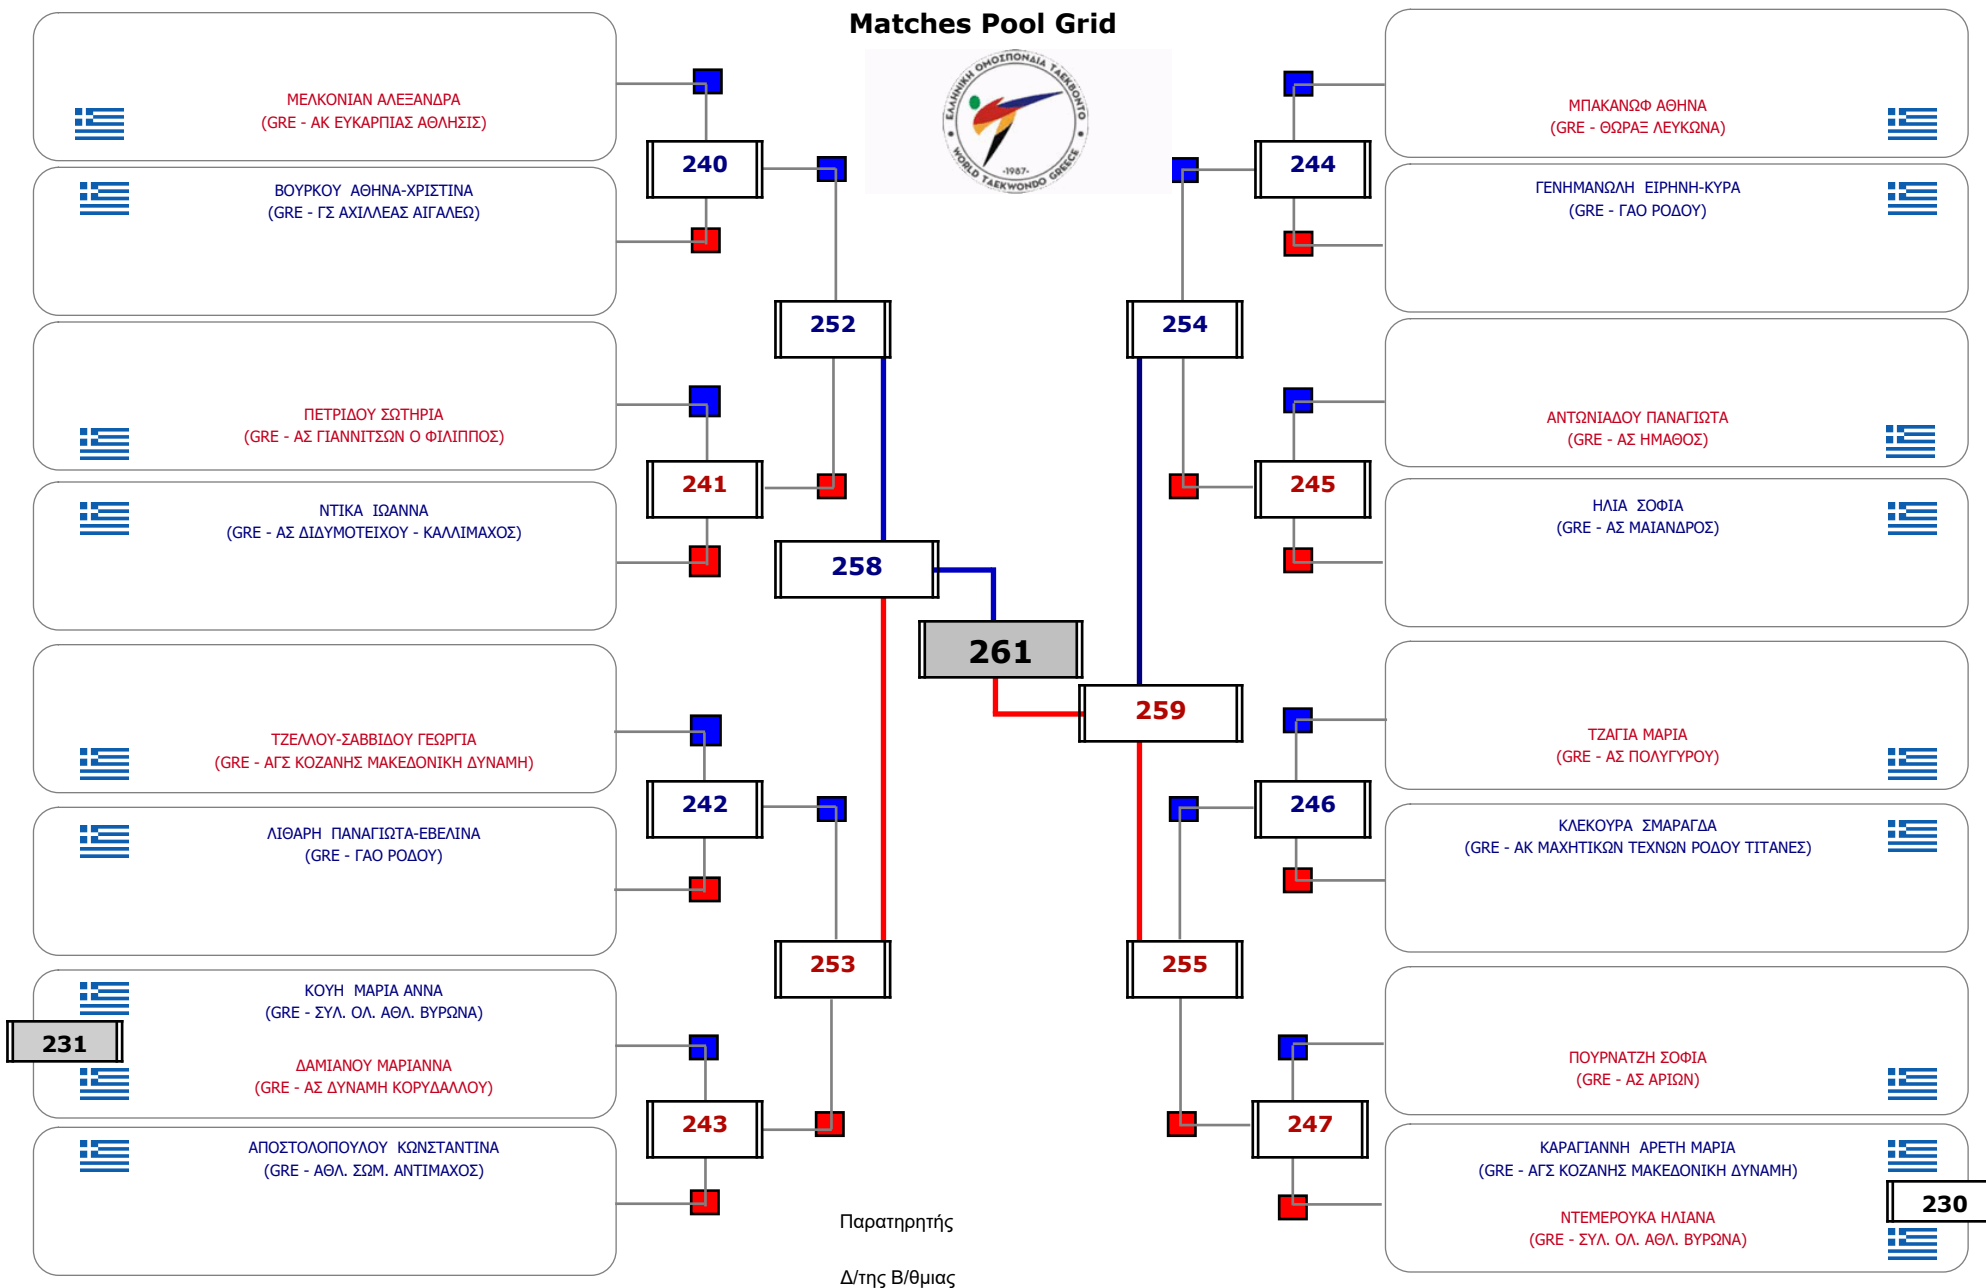 Matches Pool Grid
ΕΛΛΗΝΙΚΗ ΟΜΟΣΠΟΝΔΙΑ ΤΑΕΚΒΟΝΤΟ
-1987-
WORLD TAEKWONDO GREECE
ΜΕΛΚΟΝΙΑΝ ΑΛΕΞΑΝΔΡΑ
(GRE - ΑΚ ΕΥΚΑΡΠΙΑΣ ΑΘΛΗΣΙΣ)
240
ΒΟΥΡΚΟΥ ΑΘΗΝΑ-ΧΡΙΣΤΙΝΑ
(GRE - ΓΣ ΑΧΙΛΛΕΑΣ ΑΙΓΑΛΕΩ)
252
ΠΕΤΡΙΔΟΥ ΣΩΤΗΡΙΑ
(GRE - ΑΣ ΓΙΑΝΝΙΤΣΩΝ Ο ΦΙΛΙΠΠΟΣ)
241
ΝΤΙΚΑ ΙΩΑΝΝΑ
(GRE - ΑΣ ΔΙΔΥΜΟΤΕΙΧΟΥ - ΚΑΛΛΙΜΑΧΟΣ)
258
ΤΖΕΛΛΟΥ-ΣΑΒΒΙΔΟΥ ΓΕΩΡΓΙΑ
(GRE - ΑΓΣ ΚΟΖΑΝΗΣ ΜΑΚΕΔΟΝΙΚΗ ΔΥΝΑΜΗ)
242
ΛΙΘΑΡΗ ΠΑΝΑΓΙΩΤΑ-ΕΒΕΛΙΝΑ
(GRE - ΓΑΟ ΡΟΔΟΥ)
253
ΚΟΥΗ ΜΑΡΙΑ ΑΝΝΑ
(GRE - ΣΥΛ. ΟΛ. ΑΘΛ. ΒΥΡΩΝΑ)
231
ΔΑΜΙΑΝΟΥ ΜΑΡΙΑΝΝΑ
(GRE - ΑΣ ΔΥΝΑΜΗ ΚΟΡΥΔΑΛΛΟΥ)
243
ΑΠΟΣΤΟΛΟΠΟΥΛΟΥ ΚΩΝΣΤΑΝΤΙΝΑ
(GRE - ΑΘΛ. ΣΩΜ. ΑΝΤΙΜΑΧΟΣ)
261
ΜΠΑΚΑΝΩΦ ΑΘΗΝΑ
(GRE - ΘΩΡΑΞ ΛΕΥΚΩΝΑ)
244
ΓΕΝΗΜΑΝΩΛΗ ΕΙΡΗΝΗ-ΚΥΡΑ
(GRE - ΓΑΟ ΡΟΔΟΥ)
254
ΑΝΤΩΝΙΑΔΟΥ ΠΑΝΑΓΙΩΤΑ
(GRE - ΑΣ ΗΜΑΘΟΣ)
245
ΗΛΙΑ ΣΟΦΙΑ
(GRE - ΑΣ ΜΑΙΑΝΔΡΟΣ)
259
ΤΖΑΓΙΑ ΜΑΡΙΑ
(GRE - ΑΣ ΠΟΛΥΓΥΡΟΥ)
246
ΚΛΕΚΟΥΡΑ ΣΜΑΡΑΓΔΑ
(GRE - ΑΚ ΜΑΧΗΤΙΚΩΝ ΤΕΧΝΩΝ ΡΟΔΟΥ ΤΙΤΑΝΕΣ)
255
ΠΟΥΡΝΑΤΖΗ ΣΟΦΙΑ
(GRE - ΑΣ ΑΡΙΩΝ)
247
ΚΑΡΑΓΙΑΝΝΗ ΑΡΕΤΗ ΜΑΡΙΑ
(GRE - ΑΓΣ ΚΟΖΑΝΗΣ ΜΑΚΕΔΟΝΙΚΗ ΔΥΝΑΜΗ)
230
ΝΤΕΜΕΡΟΥΚΑ ΗΛΙΑΝΑ
(GRE - ΣΥΛ. ΟΛ. ΑΘΛ. ΒΥΡΩΝΑ)
Παρατηρητής
Δ/της Β/θμιας